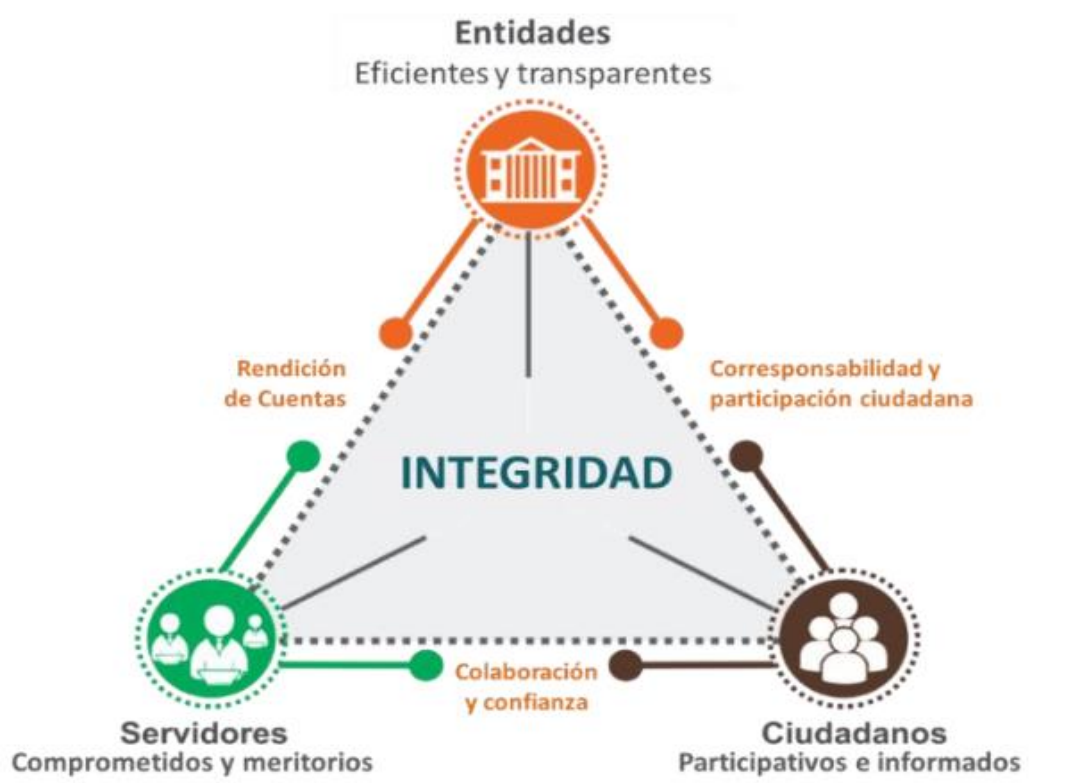 Entidades
Eficientes y transparentes
Rendición
de Cuentas
Corresponsabilidad y
participación ciudadana
INTEGRIDAD
Colaboración
y confianza
Servidores
Comprometidos y meritorios
Ciudadanos
Participativos e informados